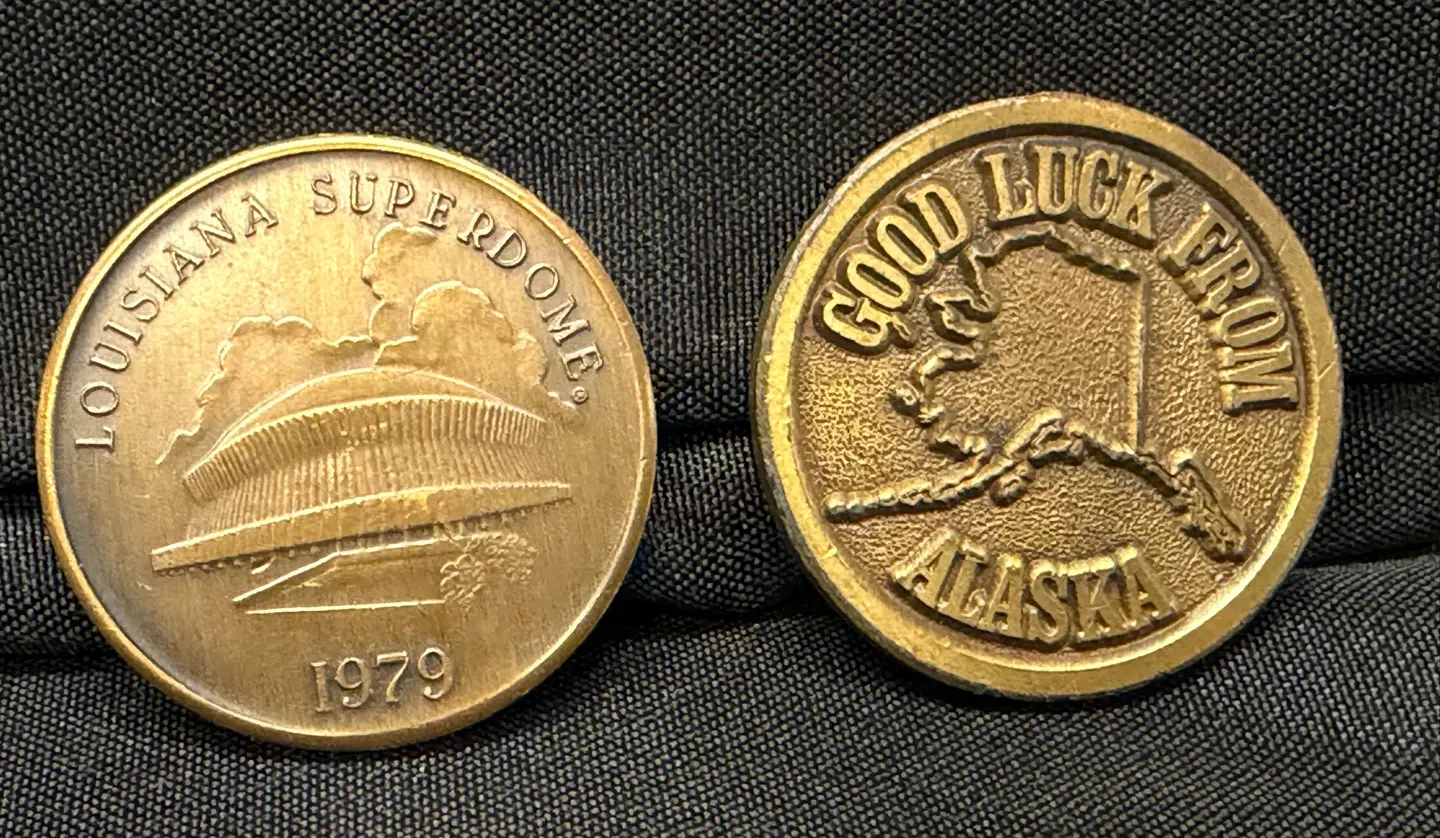 LOUISIANA SUPERDOME®
1979
GOOD LUCK FROM
ALASKA